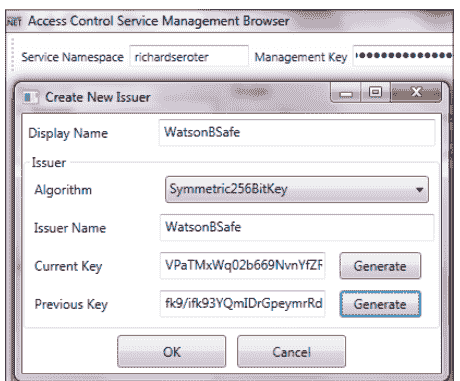 .NET Access Control Service Management Browser
Service Namespace richardseroter Management Key
Create New Issuer
Display Name WatsonBSafe
Issuer
Algorithm Symmetric256BitKey
Issuer Name WatsonBSafe
Current Key VPaTMxWq02b669NvnYfZF Generate
Previous Key fk9/ifk93YQmIDrGpeymrRd Generate
OK Cancel